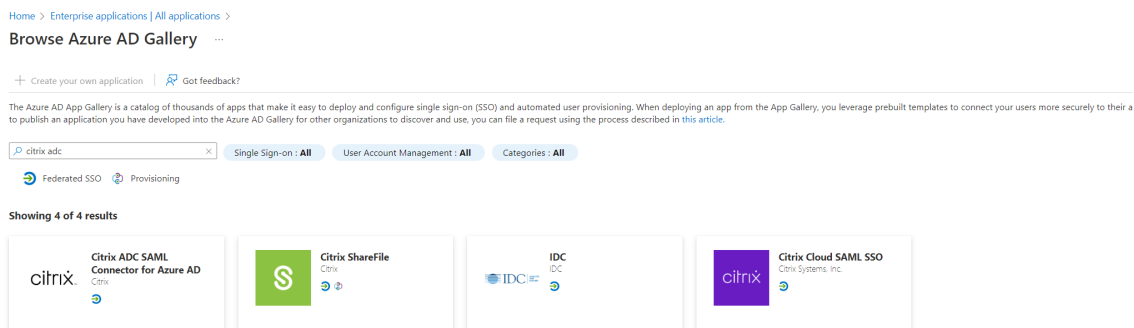 Home > Enterprise applications | All applications >
Browse Azure AD Gallery ...
+ Create your own application | Got feedback?
The Azure AD App Gallery is a catalog of thousands of apps that make it easy to deploy and configure single sign-on (SSO) and automated user provisioning. When deploying an app from the App Gallery, you leverage prebuilt templates to connect your users more securely to their a
to publish an application you have developed into the Azure AD Gallery for other organizations to discover and use, you can file a request using the process described in this article.
citrix adc × Single Sign-on : All User Account Management : All Categories : All
Federated SSO Provisioning
Showing 4 of 4 results
citrix Citrix ADC SAML
Connector for Azure AD
Citrix
S Citrix ShareFile
Citrix
IDC IDC
IDC
citrix Citrix Cloud SAML SSO
Citrix Systems. Inc.